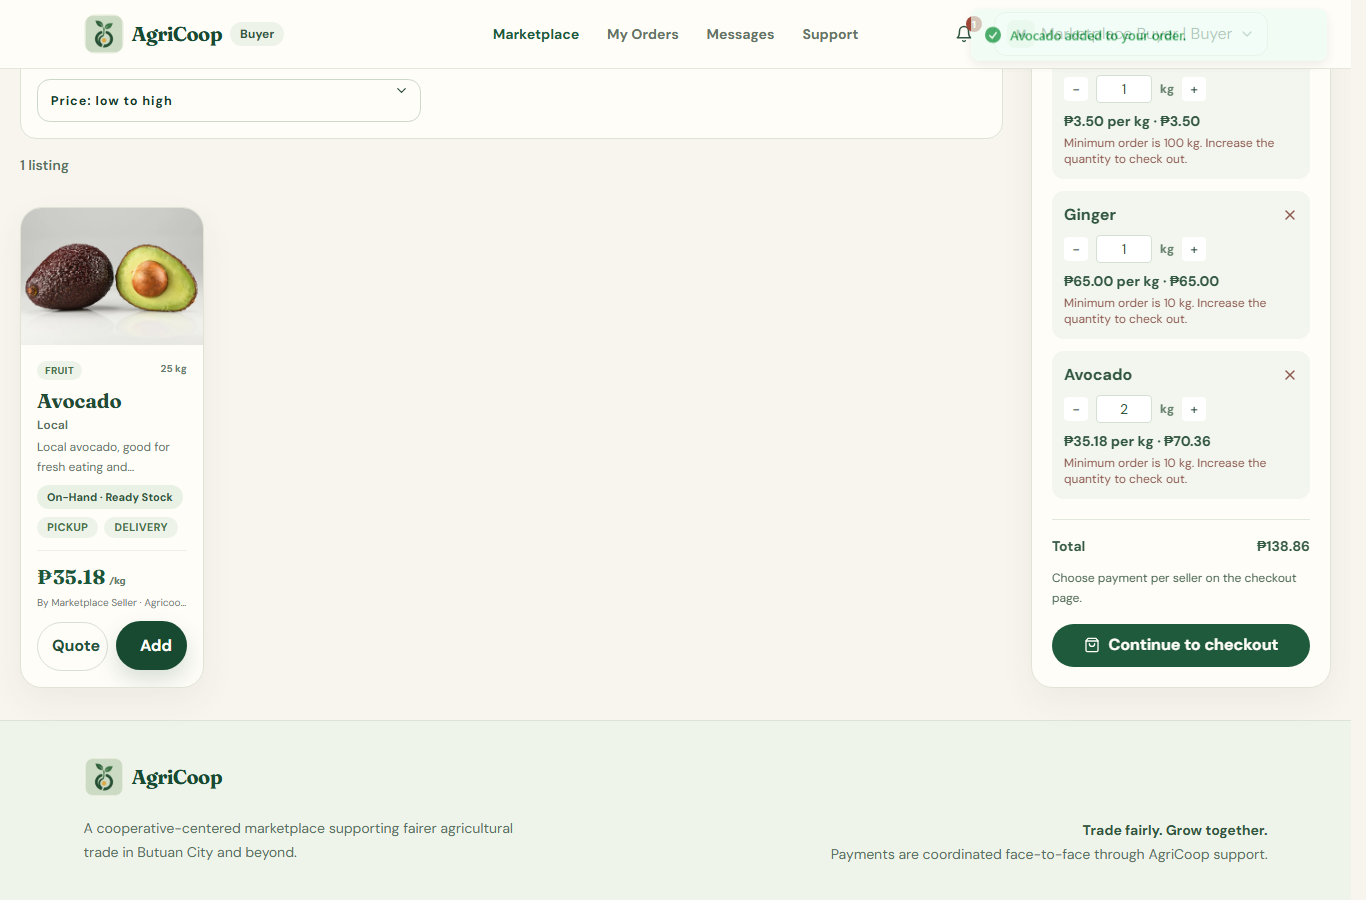 AgriCoop
Buyer
Marketplace
My Orders
Messages
Support
Avocado added to your order.
Marketplace Buyer | Buyer
Price: low to high
1 listing
FRUIT
25 kg
Avocado
Local
Local avocado, good for
fresh eating and...
On-Hand · Ready Stock
PICKUP
DELIVERY
₱35.18 /kg
By Marketplace Seller · Agricoo...
Quote
Add
-
1
kg
+
₱3.50 per kg · ₱3.50
Minimum order is 100 kg. Increase the
quantity to check out.
Ginger
-
1
kg
+
₱65.00 per kg · ₱65.00
Minimum order is 10 kg. Increase the
quantity to check out.
Avocado
-
2
kg
+
₱35.18 per kg · ₱70.36
Minimum order is 10 kg. Increase the
quantity to check out.
Total
₱138.86
Choose payment per seller on the checkout
page.
Continue to checkout
AgriCoop
A cooperative-centered marketplace supporting fairer agricultural
trade in Butuan City and beyond.
Trade fairly. Grow together.
Payments are coordinated face-to-face through AgriCoop support.